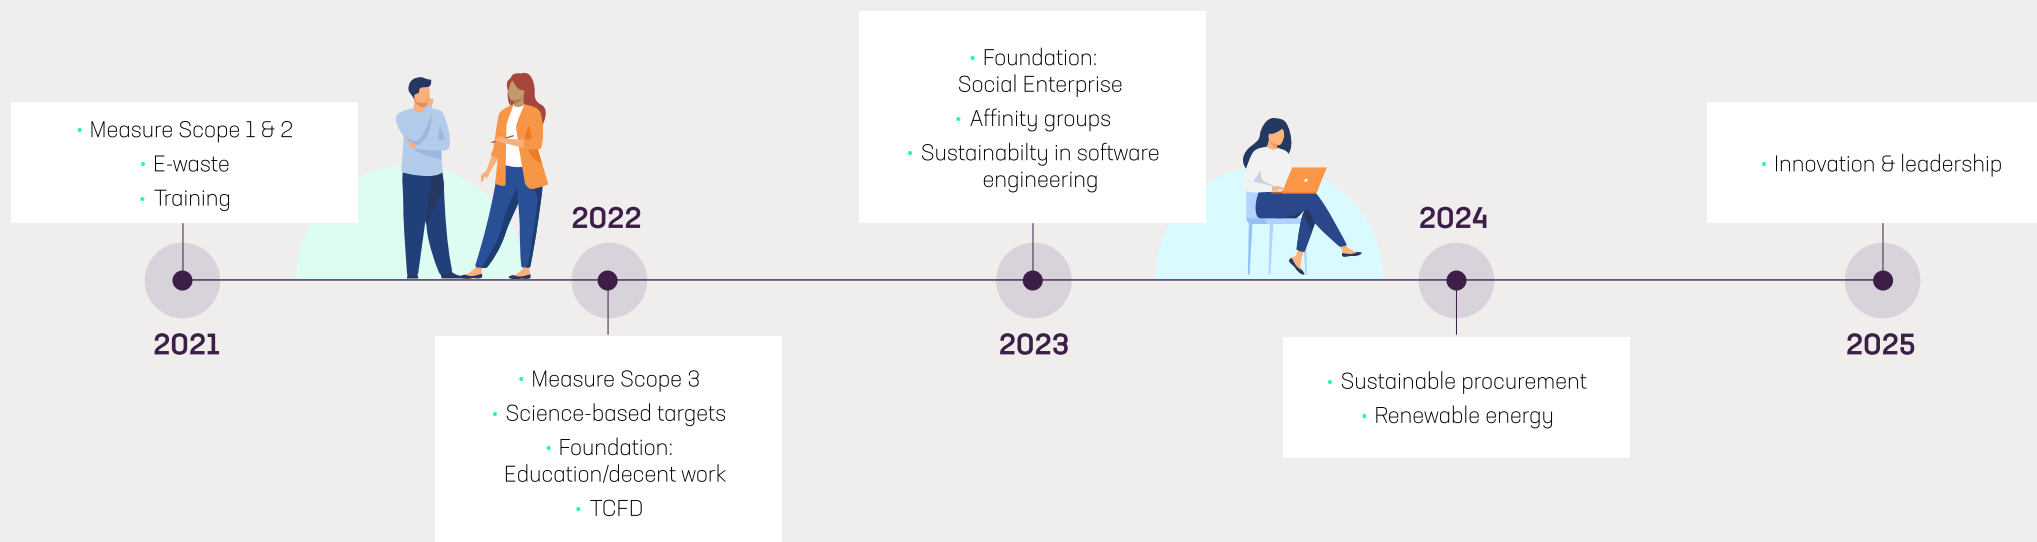 • Measure Scope 1 & 2
• E-waste
• Training
2021
2022
• Measure Scope 3
• Science-based targets
• Foundation:
Education/decent work
• TCFD
• Foundation:
Social Enterprise
• Affinity groups
• Sustainabilty in software
engineering
2023
2024
• Sustainable procurement
• Renewable energy
• Innovation & leadership
2025